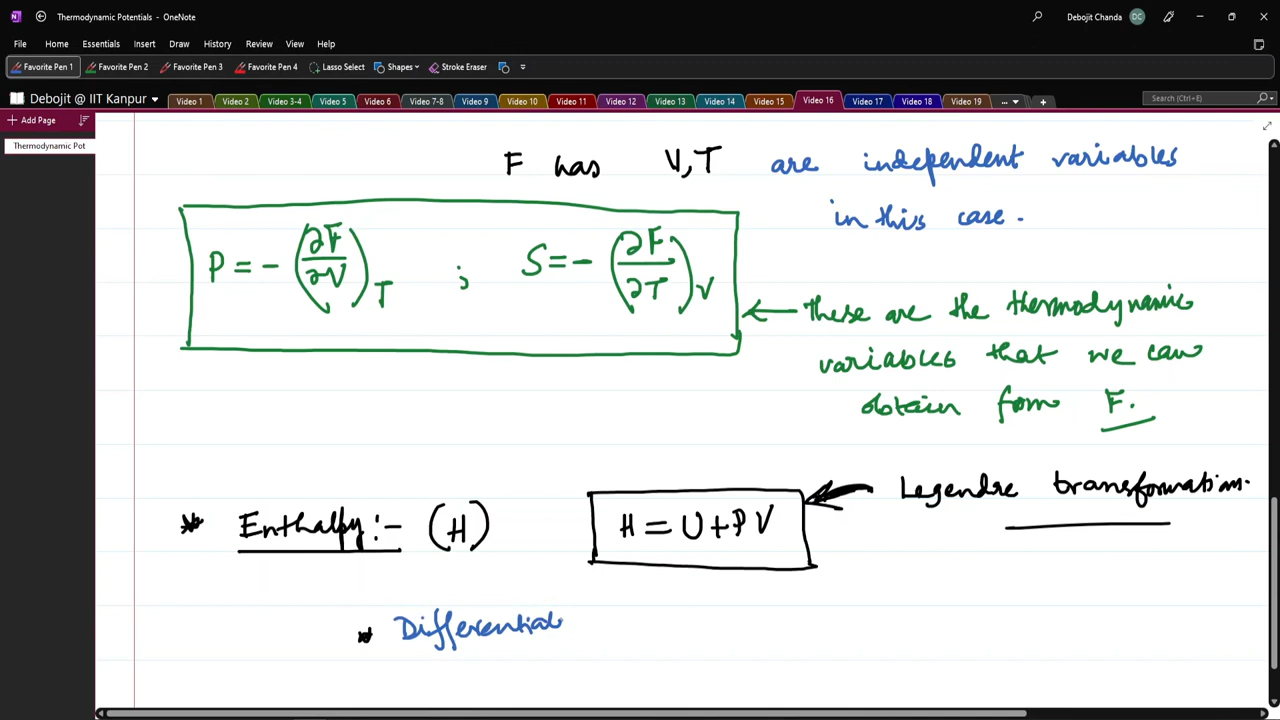 Thermodynamic Potentials - OneNote
Debojit Chanda DC
File Home Essentials Insert Draw History Review View Help
Favorite Pen 1 Favorite Pen 2 Favorite Pen 3 Favorite Pen 4 Lasso Select Shapes Stroke Eraser
Debojit @ IIT Kanpur Video 1 Video 2 Video 3-4 Video 5 Video 6 Video 7-8 Video 9 Video 10 Video 11 Video 12 Video 13 Video 14 Video 15 Video 16 Video 17 Video 18 Video 19 ... + Search (Ctrl+E)
+ Add Page
Thermodynamic Pot
F has V,T are independent variables
in this case.
P = - (∂F/∂V)_T ; S = - (∂F/∂T)_V
← these are the thermodynamic
variables that we can
obtain from F.
* Enthalpy:- (H) H = U + PV ← Legendre transformation.
* Differential